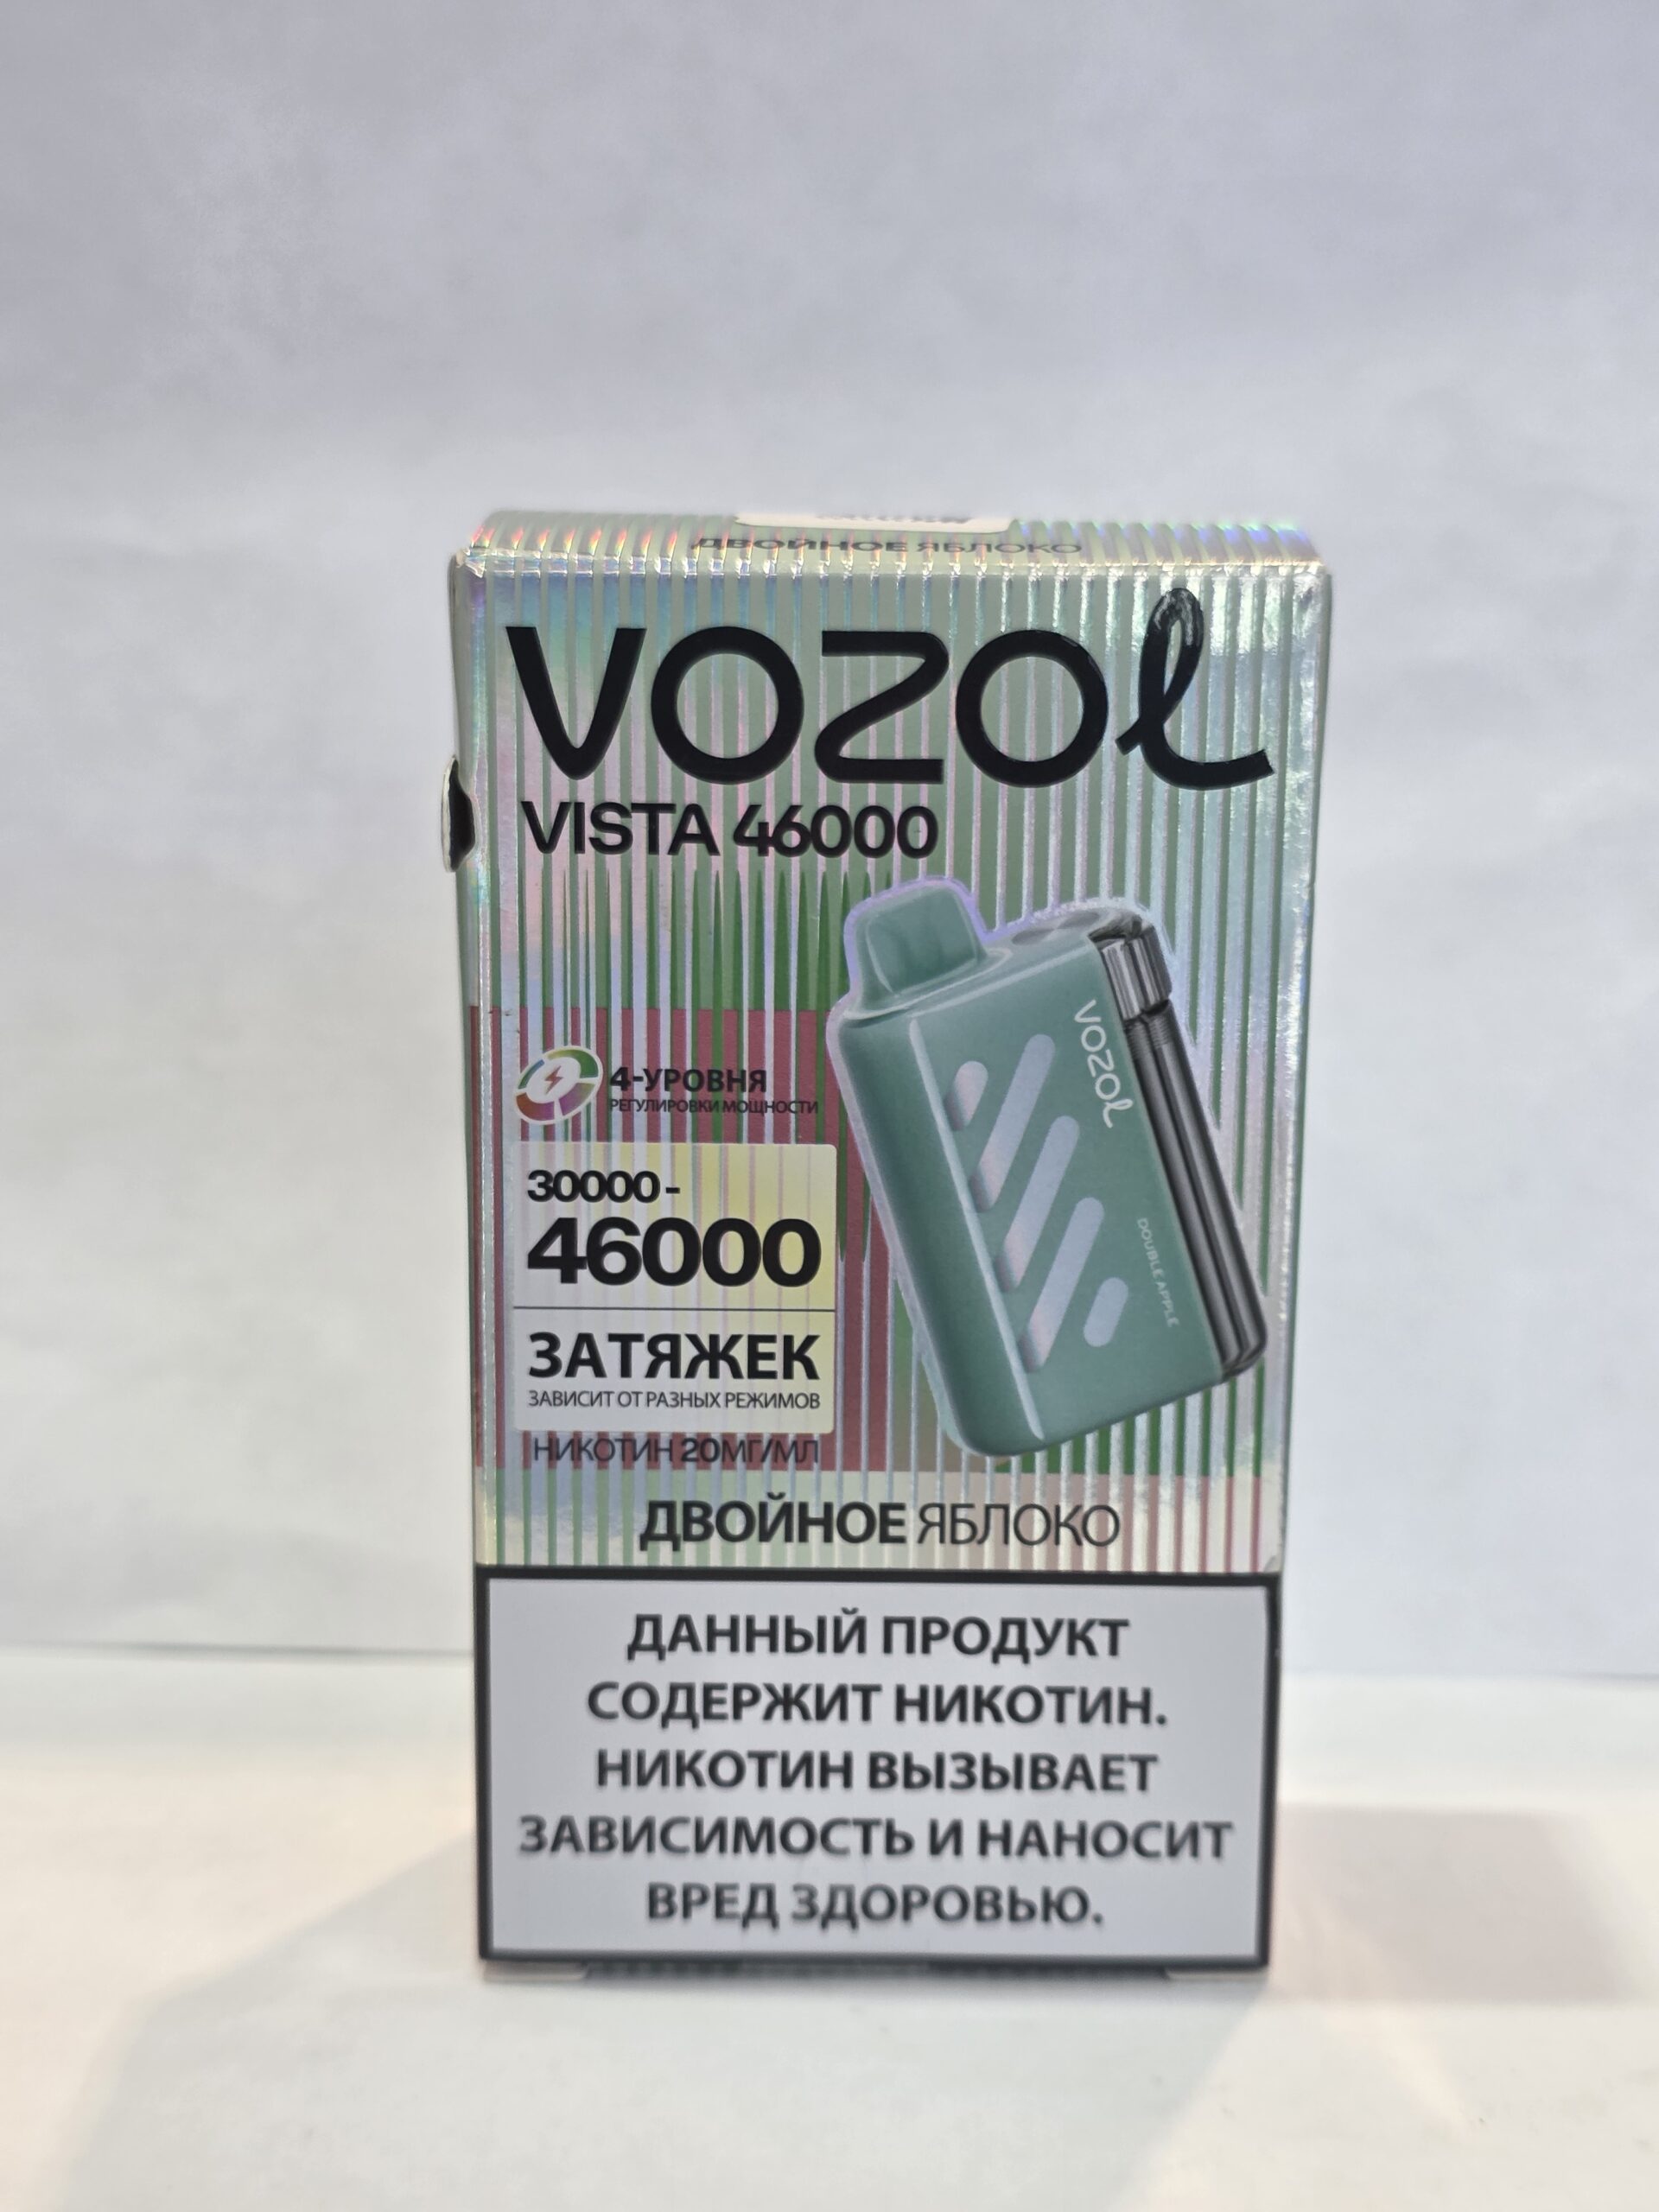 ДВОЙНОЕ ЯБЛОКО
VOZOL
VISTA 46000
4-УРОВНЯ
РЕГУЛИРОВКИ МОЩНОСТИ
30000-
46000
ЗАТЯЖЕК
ЗАВИСИТ ОТ РАЗНЫХ РЕЖИМОВ
НИКОТИН 20МГ/МЛ
VOZOL
DOUBLE APPLE
ДВОЙНОЕ ЯБЛОКО
ДАННЫЙ ПРОДУКТ
СОДЕРЖИТ НИКОТИН.
НИКОТИН ВЫЗЫВАЕТ
ЗАВИСИМОСТЬ И НАНОСИТ
ВРЕД ЗДОРОВЬЮ.